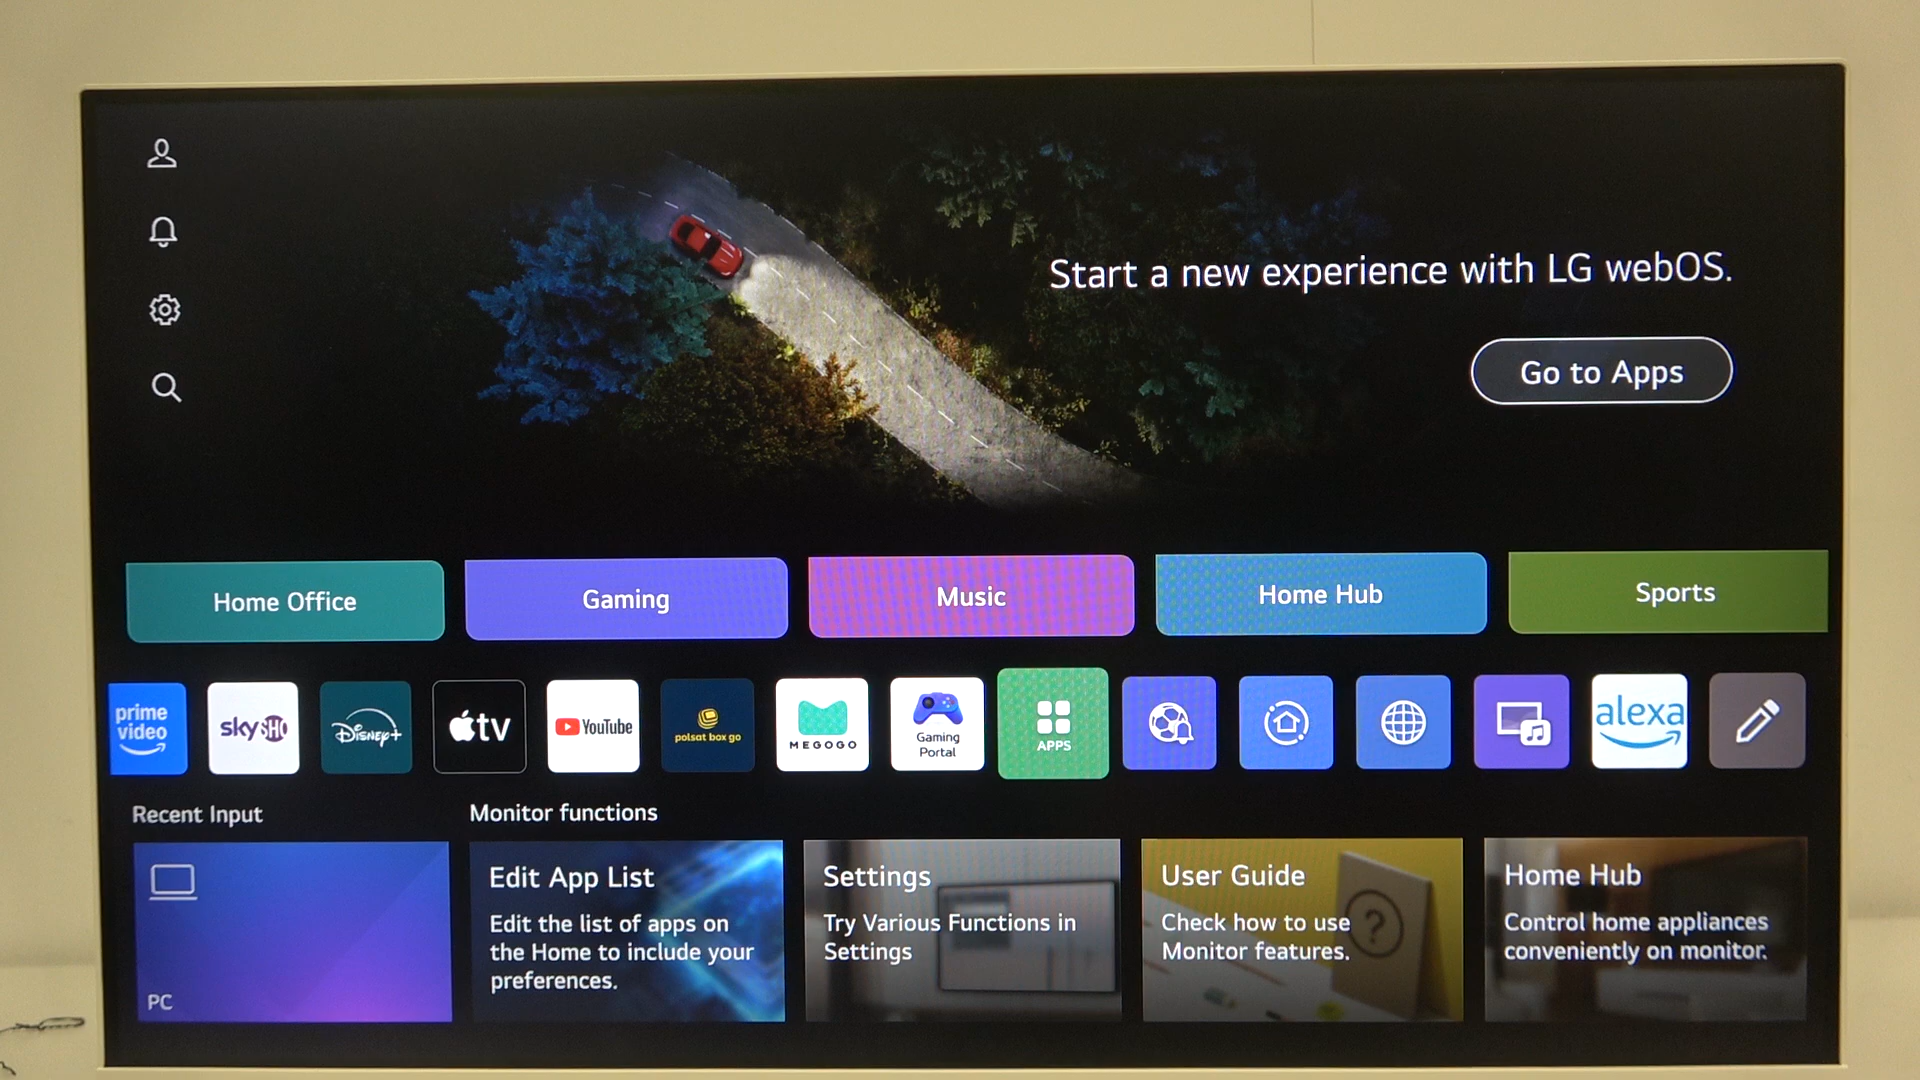 Start a new experience with LG webOS.
Go to Apps
Home Office
Gaming
Music
Home Hub
Sports
prime
video
sky SHO
Disney+
tv
YouTube
polsat box go
MEGOGO
Gaming
Portal
APPS
alexa
Recent Input
Monitor functions
PC
Edit App List
Edit the list of apps on
the Home to include your
preferences.
Settings
Try Various Functions in
Settings
User Guide
Check how to use
Monitor features.
?
Home Hub
Control home appliances
conveniently on monitor.